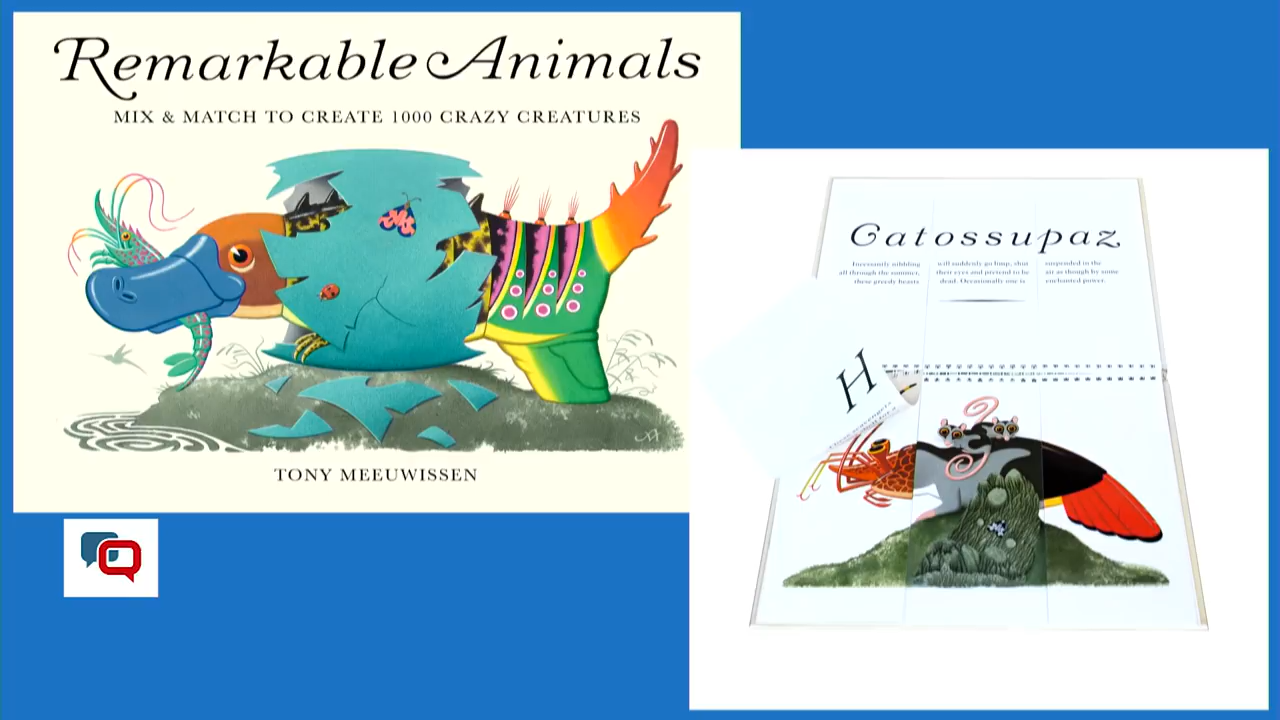 Remarkable Animals
MIX & MATCH TO CREATE 1000 CRAZY CREATURES
TONY MEEUWISSEN
Gatossupaz
Incessantly nibbling
all through the summer,
these greedy beasts
will suddenly go limp, shut
their eyes and pretend to be
dead. Occasionally one is
suspended in the
air as though by some
enchanted power.
H